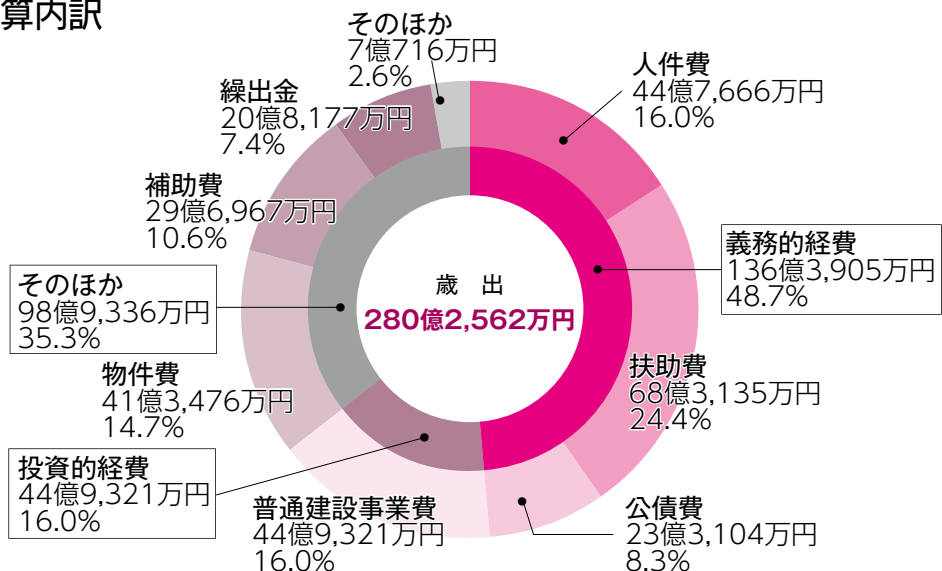 算内訳
そのほか
7億716万円
2.6%
人件費
44億7,666万円
16.0%
繰出金
20億8,177万円
7.4%
補助費
29億6,967万円
10.6%
義務的経費
136億3,905万円
48.7%
そのほか
98億9,336万円
35.3%
歳 出
280億2,562万円
物件費
41億3,476万円
14.7%
扶助費
68億3,135万円
24.4%
投資的経費
44億9,321万円
16.0%
普通建設事業費
44億9,321万円
16.0%
公債費
23億3,104万円
8.3%